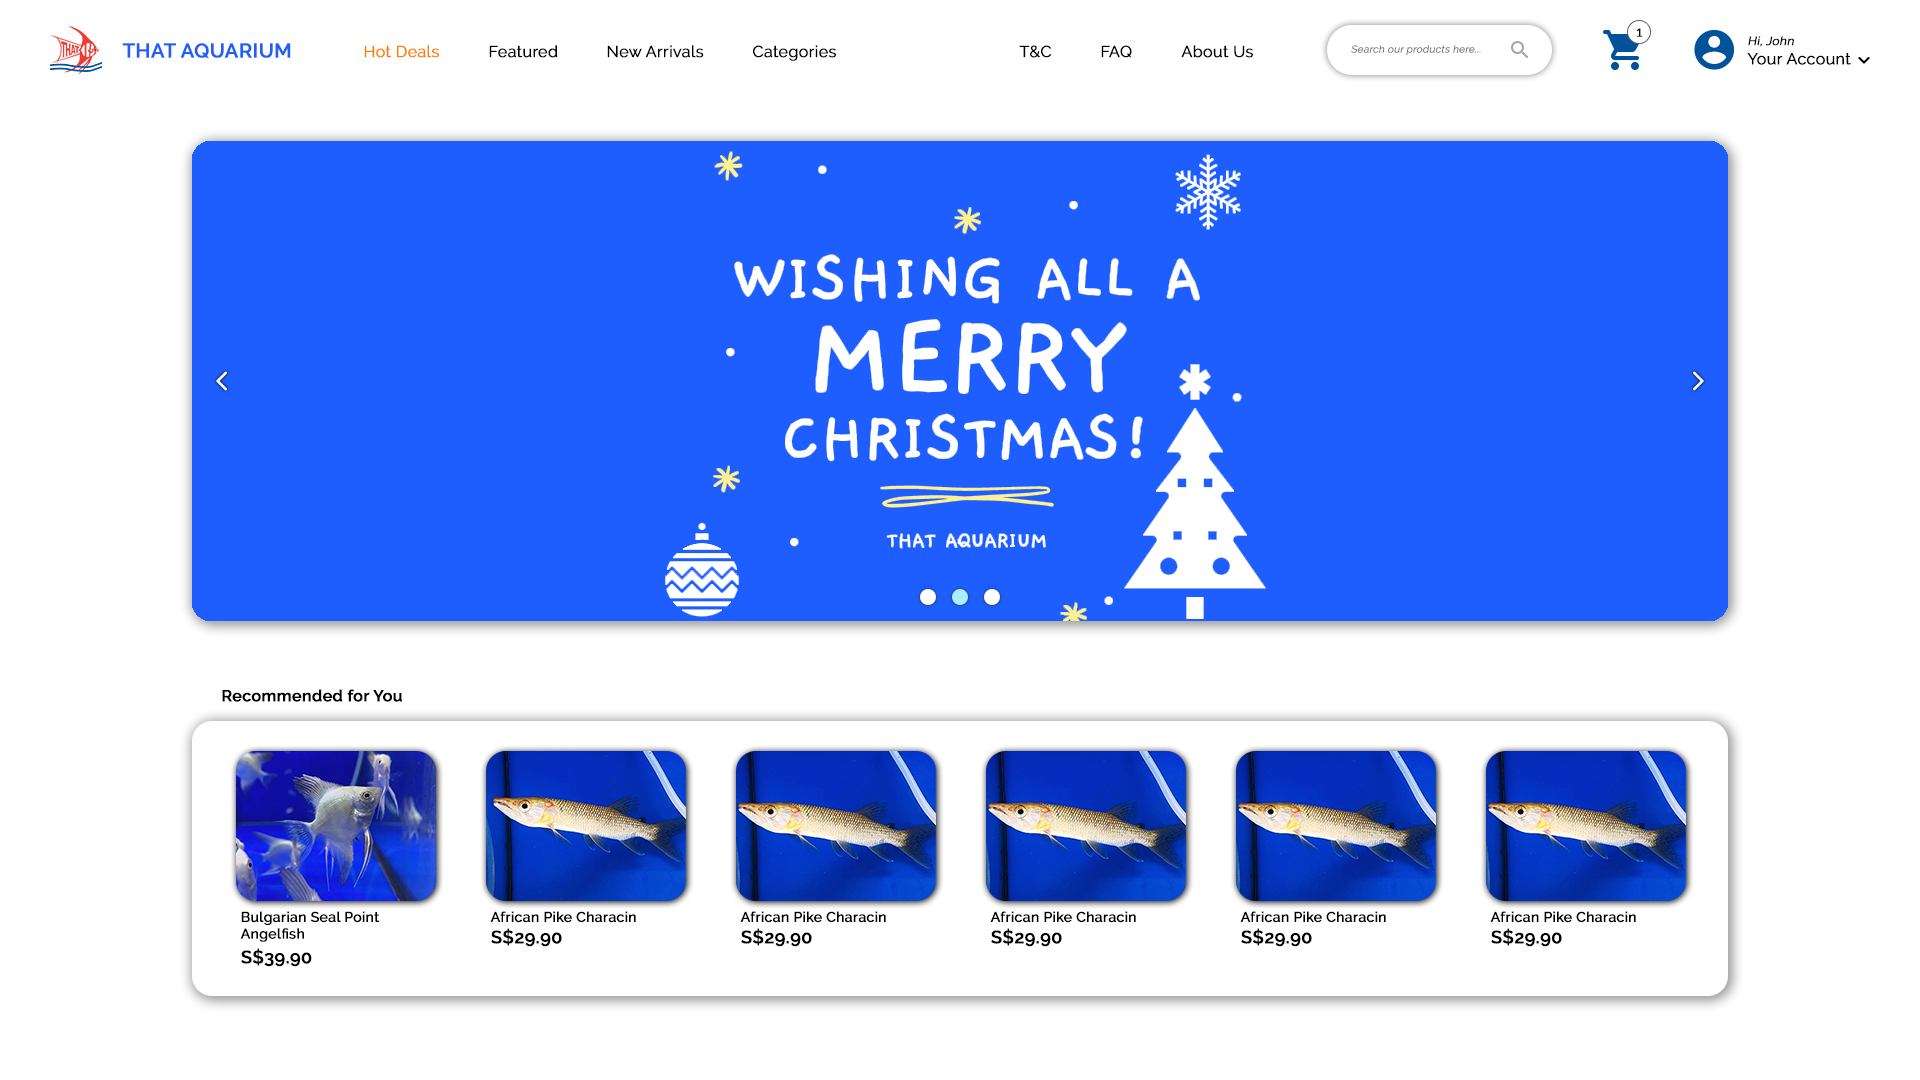 THAT AQUARIUM
Hot Deals
Featured
New Arrivals
Categories
T&C
FAQ
About Us
Search our products here...
1
Hi, John
Your Account
WISHING ALL A
MERRY
CHRISTMAS!
THAT AQUARIUM
Recommended for You
Bulgarian Seal Point
Angelfish
S$39.90
African Pike Characin
S$29.90
African Pike Characin
S$29.90
African Pike Characin
S$29.90
African Pike Characin
S$29.90
African Pike Characin
S$29.90